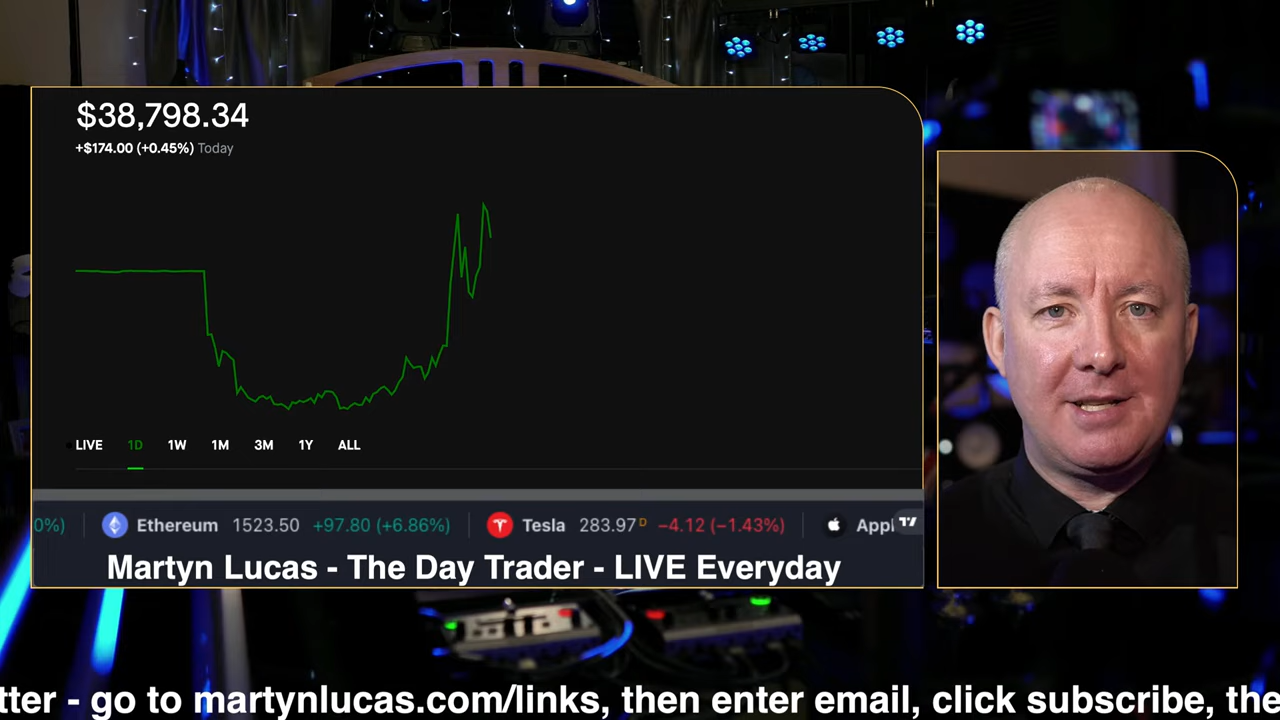 $38,798.34
+$174.00 (+0.45%) Today
LIVE 1D 1W 1M 3M 1Y ALL
0%) Ethereum 1523.50 +97.80 (+6.86%) Tesla 283.97 D −4.12 (−1.43%) Appl
Martyn Lucas - The Day Trader - LIVE Everyday
tter - go to martynlucas.com/links, then enter email, click subscribe, the